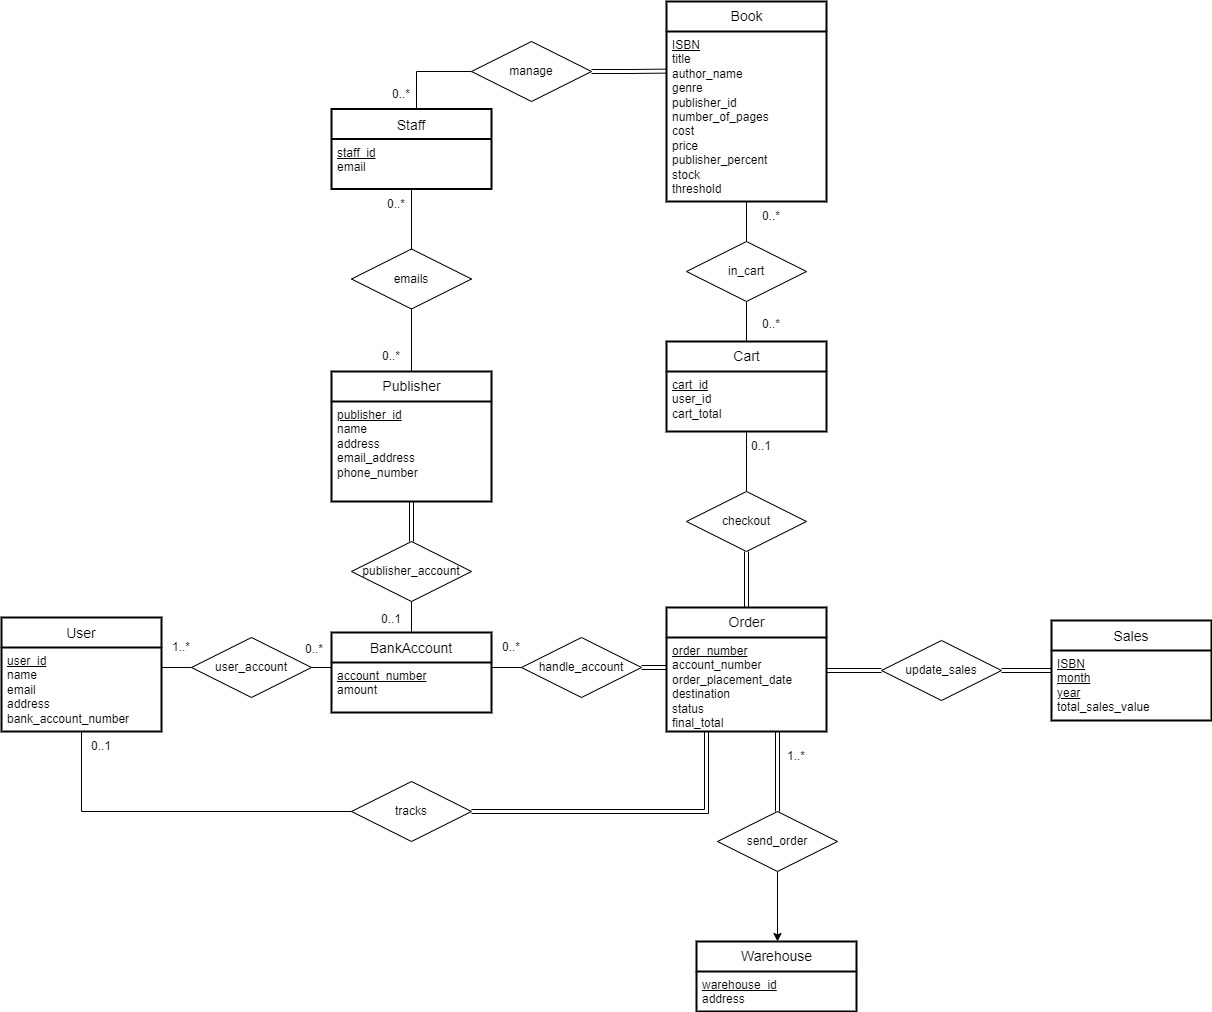 Book
ISBN
title
author_name
genre
publisher_id
number_of_pages
cost
price
publisher_percent
stock
threshold
manage
0..*
Staff
staff_id
email
0..*
0..*
emails
in_cart
0..*
0..*
Publisher
publisher_id
name
address
email_address
phone_number
Cart
cart_id
user_id
cart_total
0..1
checkout
publisher_account
0..1
User
user_id
name
email
address
bank_account_number
1..*
user_account
0..*
BankAccount
account_number
amount
0..*
handle_account
Order
order_number
account_number
order_placement_date
destination
status
final_total
update_sales
Sales
ISBN
month
year
total_sales_value
0..1
1..*
tracks
send_order
Warehouse
warehouse_id
address